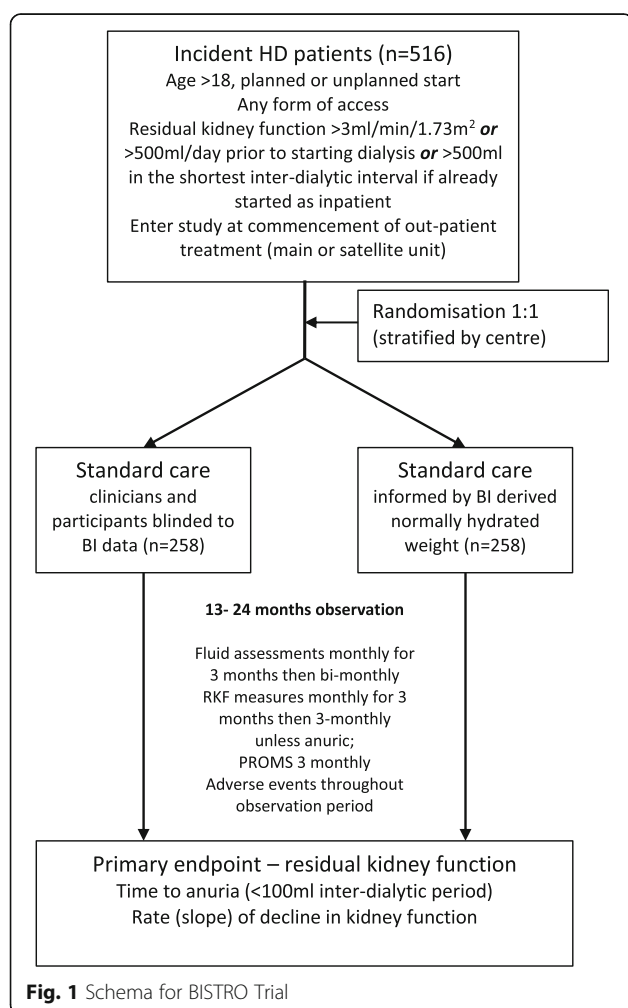 Incident HD patients (n=516)
Age >18, planned or unplanned start
Any form of access
Residual kidney function >3ml/min/1.73m² or
>500ml/day prior to starting dialysis or >500ml
in the shortest inter-dialytic interval if already
started as inpatient
Enter study at commencement of out-patient
treatment (main or satellite unit)
Randomisation 1:1
(stratified by centre)
Standard care
clinicians and
participants blinded to
BI data (n=258)
Standard care
informed by BI derived
normally hydrated
weight (n=258)
13- 24 months observation
Fluid assessments monthly for
3 months then bi-monthly
RKF measures monthly for 3
months then 3-monthly
unless anuric;
PROMS 3 monthly
Adverse events throughout
observation period
Primary endpoint – residual kidney function
Time to anuria (<100ml inter-dialytic period)
Rate (slope) of decline in kidney function
Fig. 1 Schema for BISTRO Trial